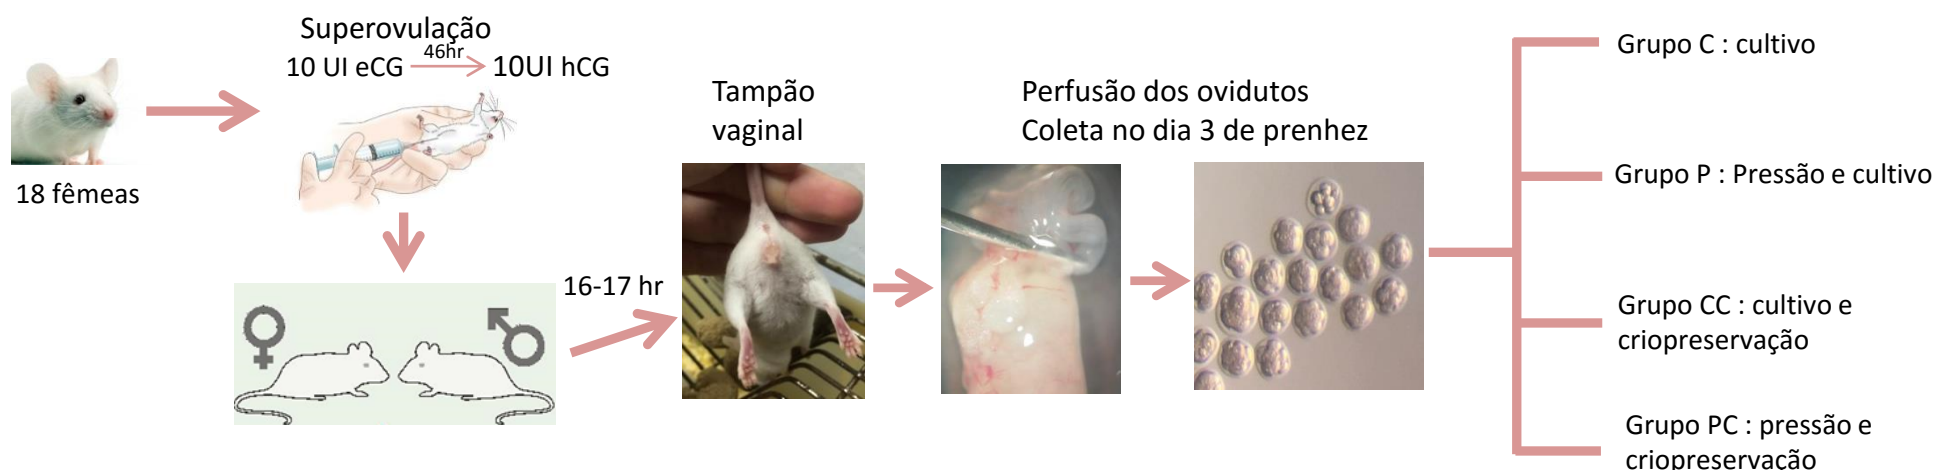 18 fêmeas
Superovulação
10 UI eCG
46hr
10UI hCG
16-17 hr
Tampão
vaginal
Perfusão dos ovidutos
Coleta no dia 3 de prenhez
Grupo C : cultivo
Grupo P : Pressão e cultivo
Grupo CC : cultivo e
criopreservação
Grupo PC : pressão e
criopreservação